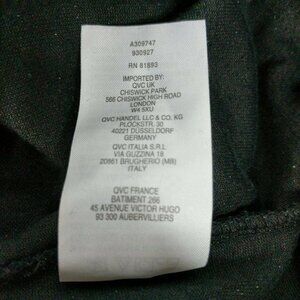 A309747
930927
RN 81893
IMPORTED BY:
QVC UK
CHISWICK PARK
566 CHISWICK HIGH ROAD
LONDON
W4 5XU
QVC HANDEL LLC & CO. KG
PLOCKSTR. 30
40221 DUSSELDORF
GERMANY
QVC ITALIA S.R.L
VIA GUZZINA 18
20861 BRUGHERIO (MB)
ITALY
QVC FRANCE
BATIMENT 266
45 AVENUE VICTOR HUGO
93 300 AUBERVILLIERS